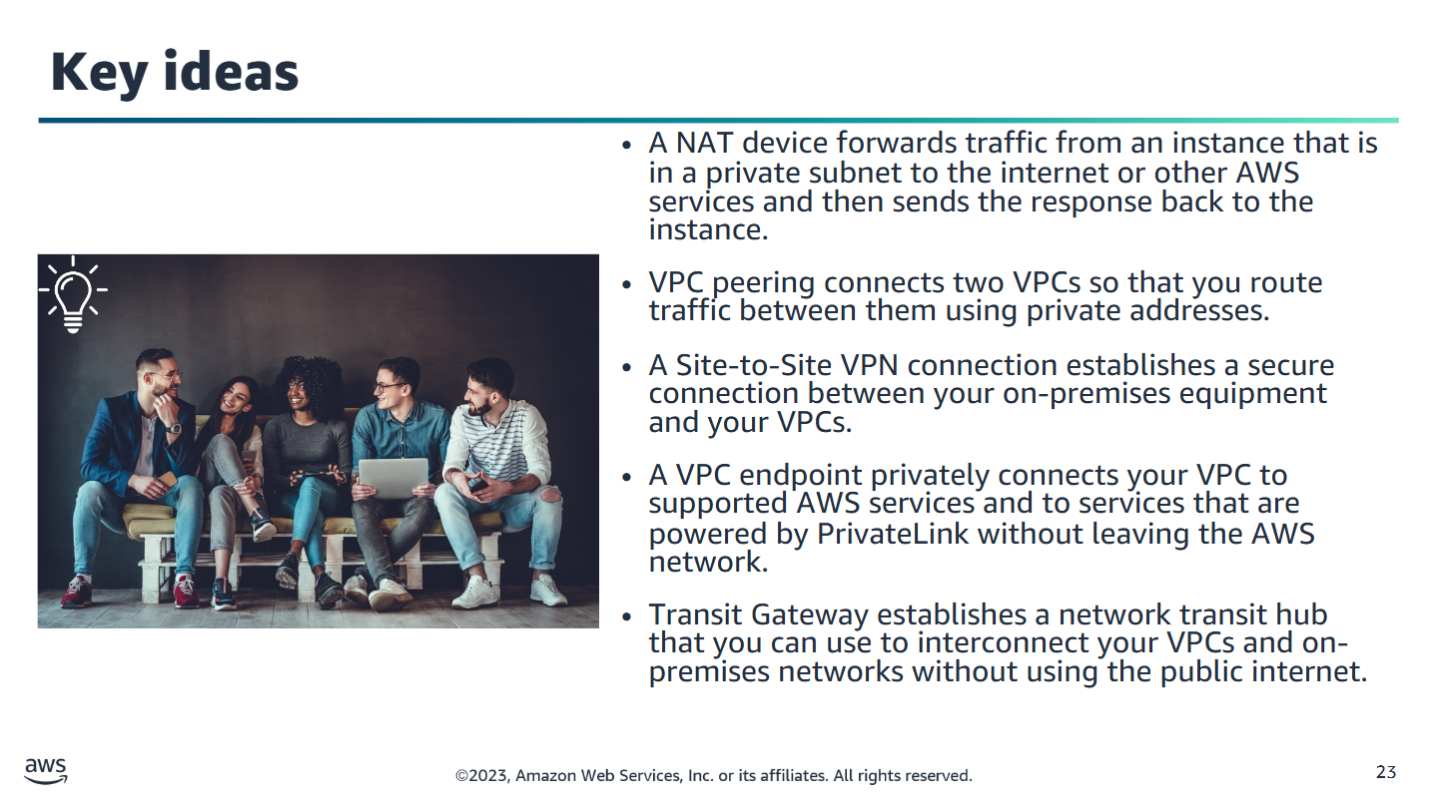 Key ideas
• A NAT device forwards traffic from an instance that is
in a private subnet to the internet or other AWS
services and then sends the response back to the
instance.
• VPC peering connects two VPCs so that you route
traffic between them using private addresses.
• A Site-to-Site VPN connection establishes a secure
connection between your on-premises equipment
and your VPCs.
• A VPC endpoint privately connects your VPC to
supported AWS services and to services that are
powered by PrivateLink without leaving the AWS
network.
• Transit Gateway establishes a network transit hub
that you can use to interconnect your VPCs and on-
premises networks without using the public internet.
aws
©2023, Amazon Web Services, Inc. or its affiliates. All rights reserved.
23